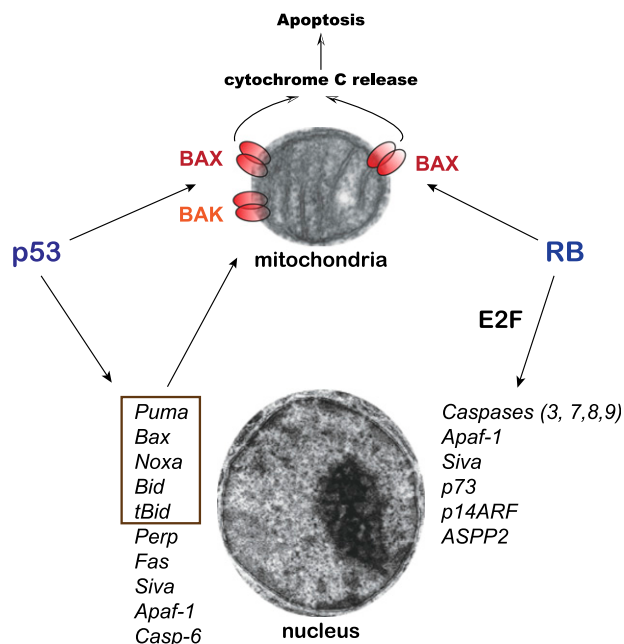 Apoptosis
cytochrome C release
BAX
BAX
BAK
p53
mitochondria
RB
E2F
Puma
Bax
Noxa
Bid
tBid
Perp
Fas
Siva
Apaf-1
Casp-6
Caspases (3, 7,8,9)
Apaf-1
Siva
p73
p14ARF
ASPP2
nucleus